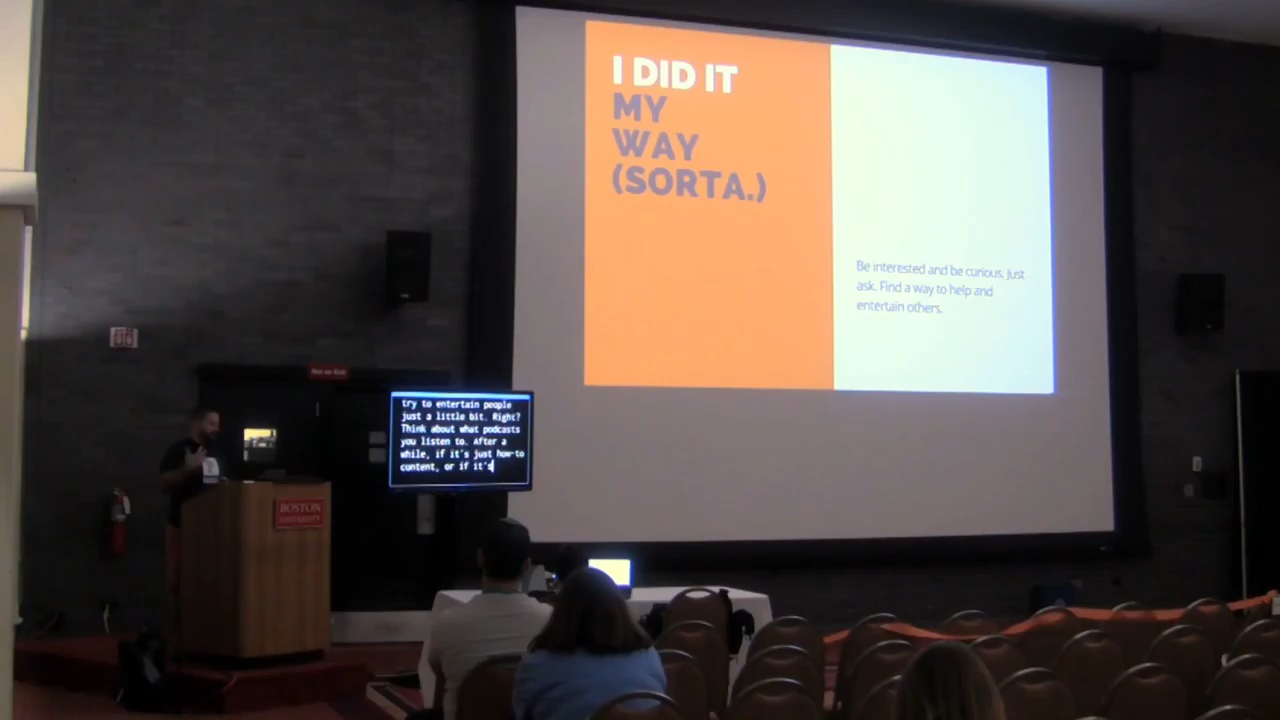 I DID IT
MY
WAY
(SORTA.)
Be interested and be curious. Just
ask. Find a way to help and
entertain others.
try to entertain people
just a little bit. Right?
Think about what podcasts
you listen to. After a
while, if it's just how-to
content, or if it's
BOSTON
UNIVERSITY